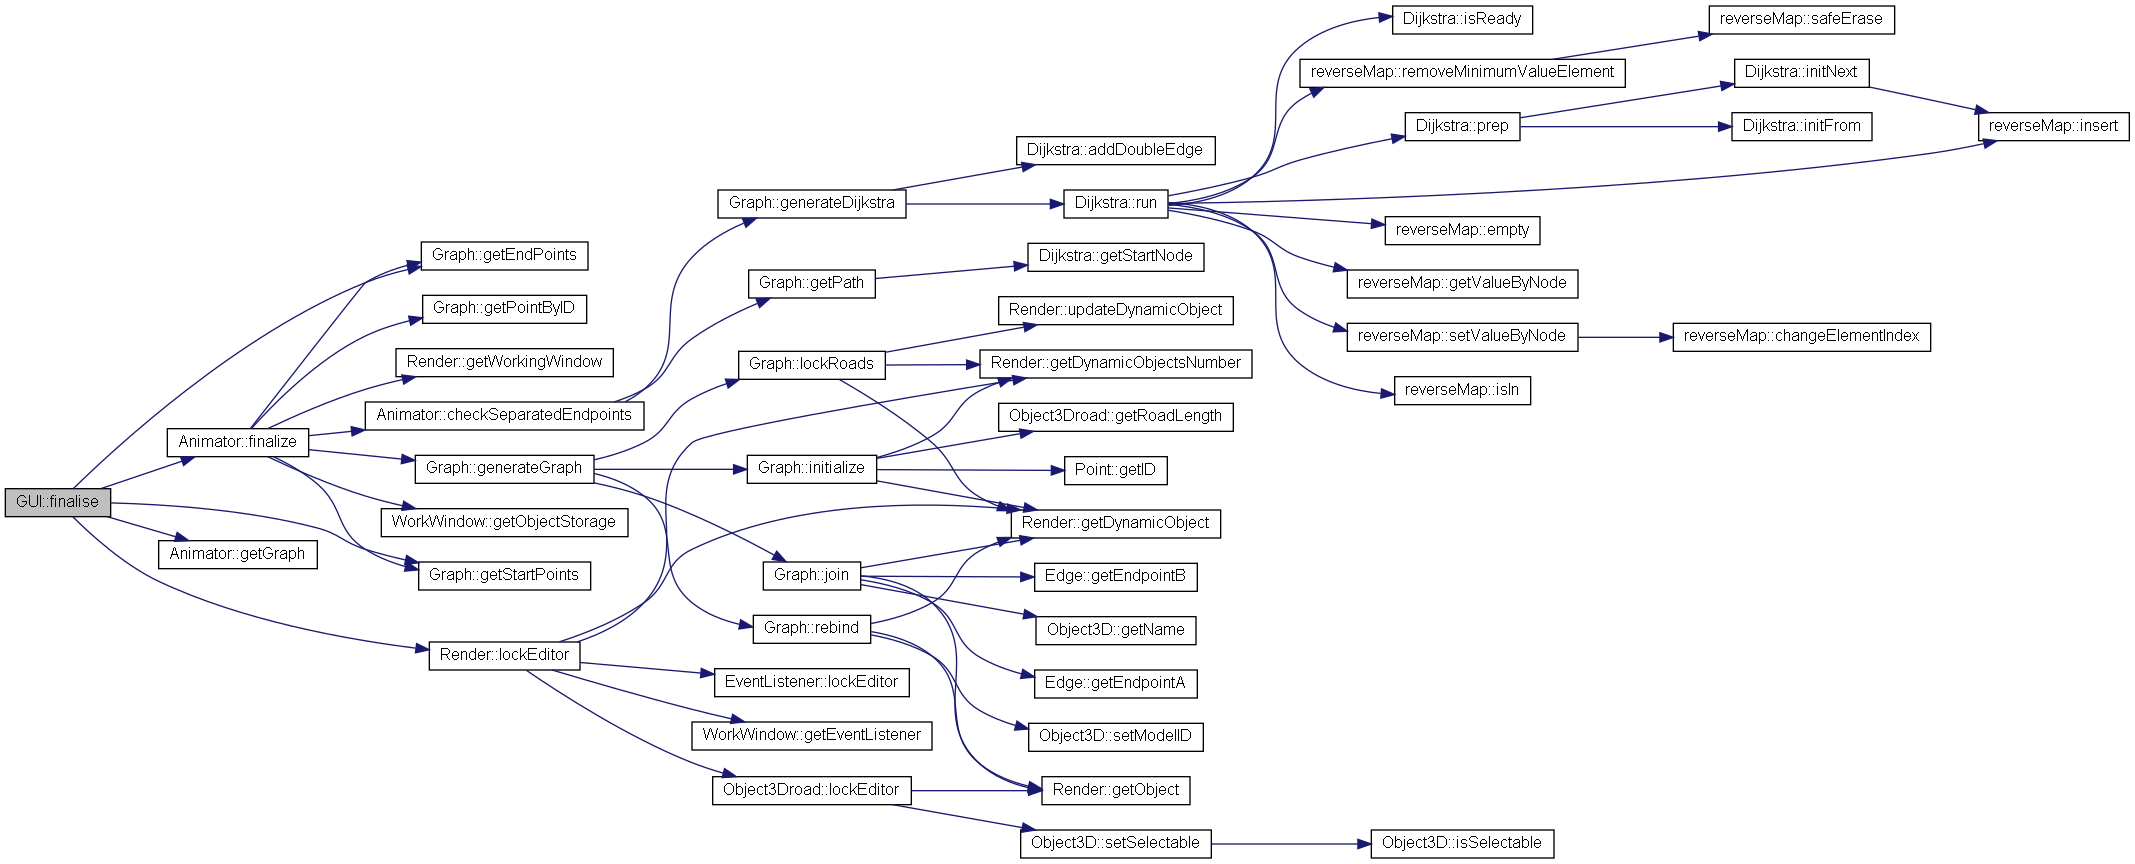 Dijkstra::isReady
reverseMap::safeErase
reverseMap::removeMinimumValueElement
Dijkstra::initNext
Dijkstra::prep
Dijkstra::initFrom
reverseMap::insert
Dijkstra::addDoubleEdge
Graph::generateDijkstra
Dijkstra::run
reverseMap::empty
Graph::getEndPoints
Dijkstra::getStartNode
Graph::getPath
reverseMap::getValueByNode
Graph::getPointByID
Render::updateDynamicObject
reverseMap::setValueByNode
reverseMap::changeElementIndex
Render::getWorkingWindow
Graph::lockRoads
Render::getDynamicObjectsNumber
reverseMap::isIn
Animator::checkSeparatedEndpoints
Object3Droad::getRoadLength
Animator::finalize
Graph::generateGraph
Graph::initialize
Point::getID
GUI::finalise
WorkWindow::getObjectStorage
Render::getDynamicObject
Animator::getGraph
Graph::getStartPoints
Graph::join
Edge::getEndpointB
Graph::rebind
Object3D::getName
Render::lockEditor
EventListener::lockEditor
Edge::getEndpointA
WorkWindow::getEventListener
Object3D::setModelID
Object3Droad::lockEditor
Render::getObject
Object3D::setSelectable
Object3D::isSelectable